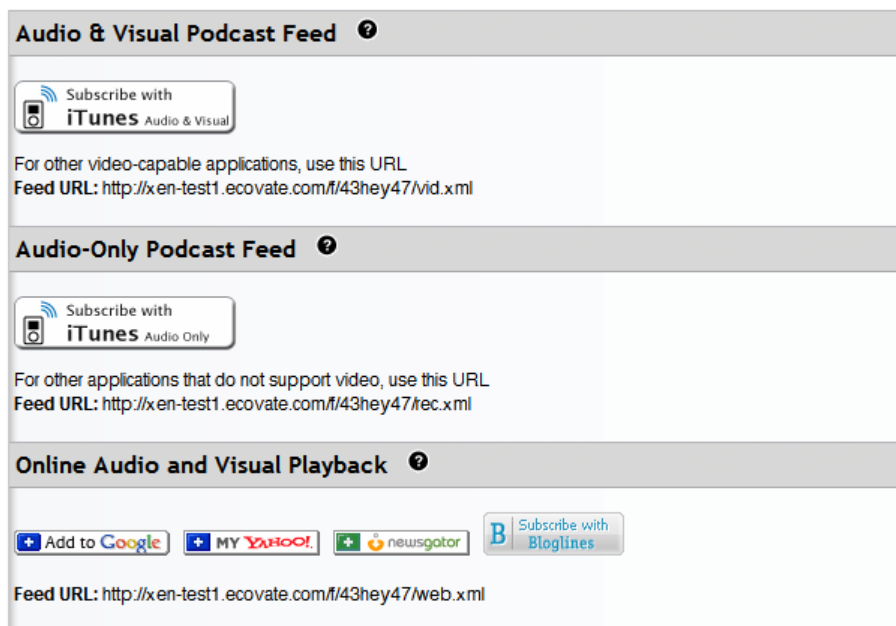 Audio & Visual Podcast Feed ?
Subscribe with
iTunes Audio & Visual
For other video-capable applications, use this URL
Feed URL: http://xen-test1.ecovate.com/f/43hey47/vid.xml
Audio-Only Podcast Feed ?
Subscribe with
iTunes Audio Only
For other applications that do not support video, use this URL
Feed URL: http://xen-test1.ecovate.com/f/43hey47/rec.xml
Online Audio and Visual Playback ?
Add to Google MY YAHOO!. newsgator B Subscribe with
Bloglines
Feed URL: http://xen-test1.ecovate.com/f/43hey47/web.xml